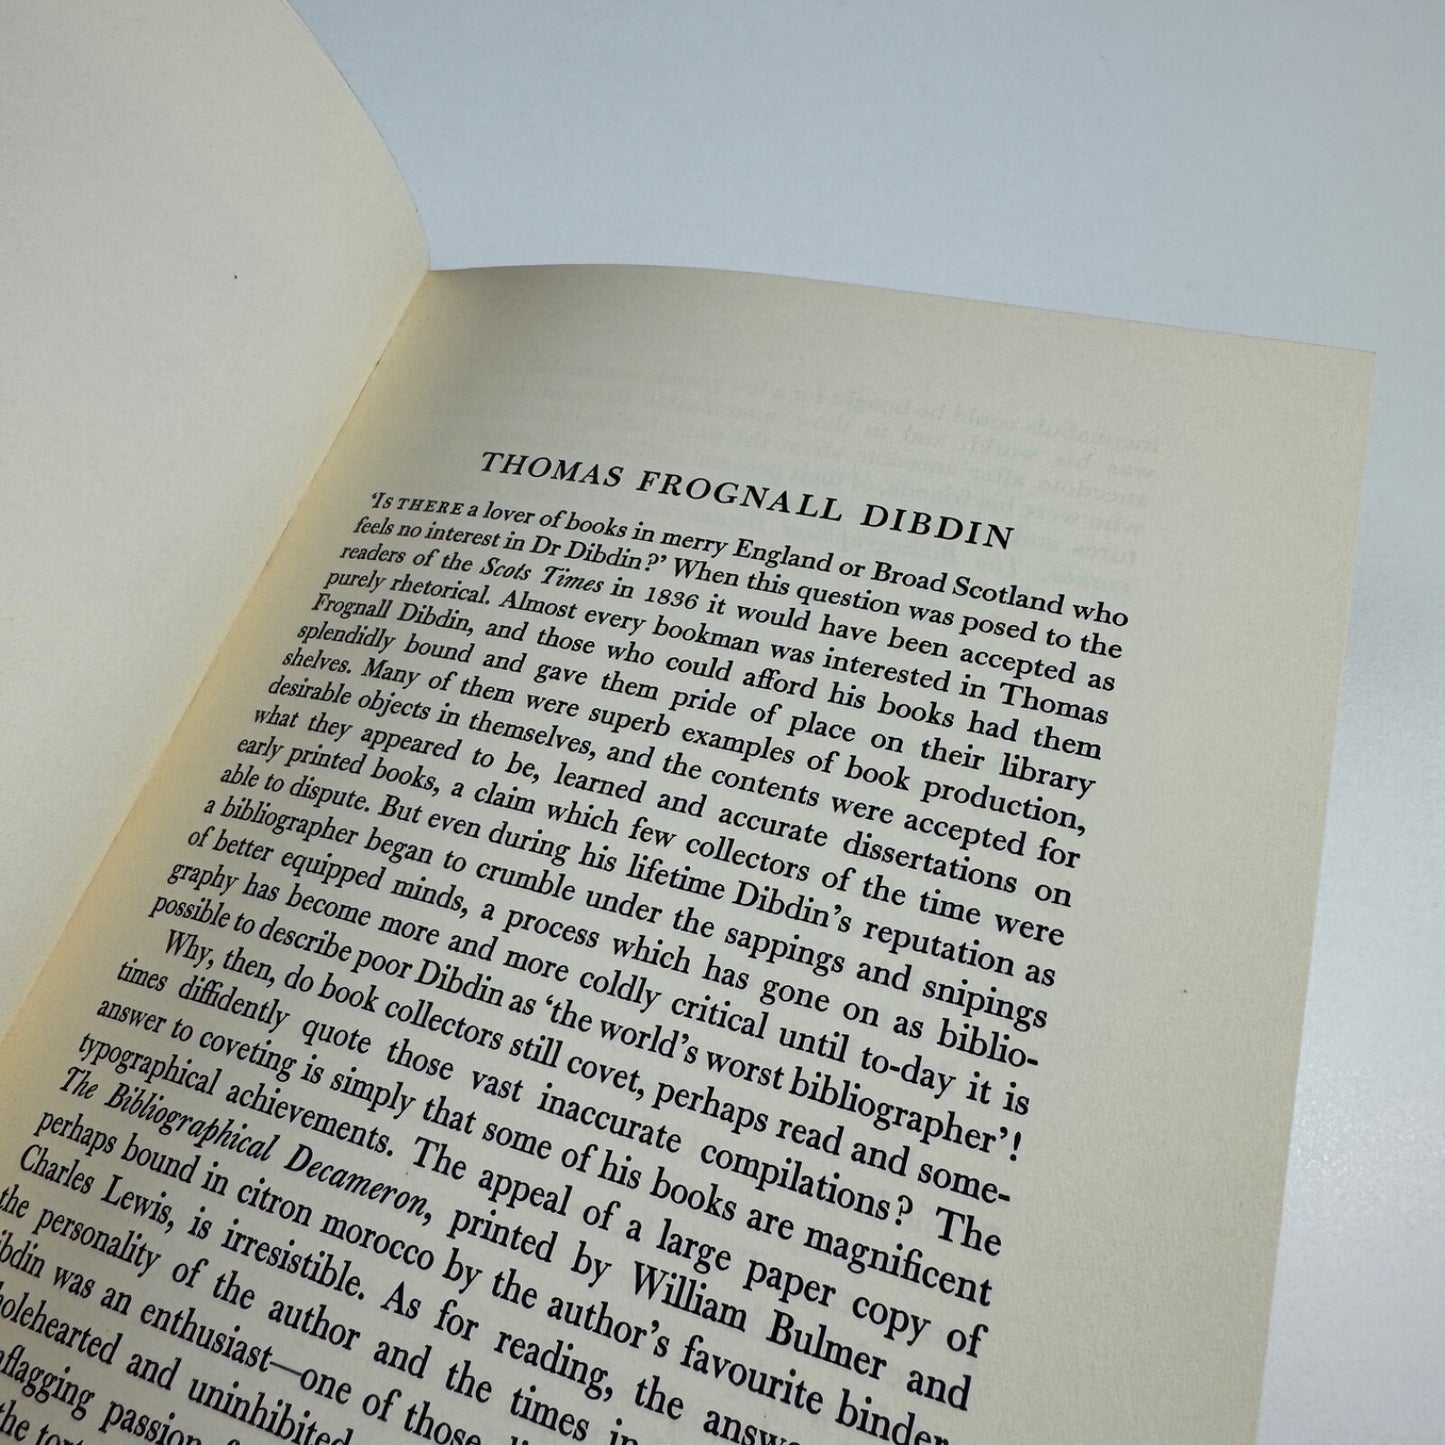 THOMAS FROGNALL DIBDIN
‘IS THERE a lover of books in merry England or Broad Scotland who
feels no interest in Dr Dibdin?’ When this question was posed to the
readers of the Scots Times in 1836 it would have been accepted as
purely rhetorical. Almost every bookman was interested in Thomas
Frognall Dibdin, and those who could afford his books had them
splendidly bound and gave them pride of place on their library
shelves. Many of them were superb examples of book production,
desirable objects in themselves, and the contents were accepted for
what they appeared to be, learned and accurate dissertations on
early printed books, a claim which few collectors of the time were
able to dispute. But even during his lifetime Dibdin’s reputation as
a bibliographer began to crumble under the sappings and snipings
of better equipped minds, a process which has gone on as biblio-
graphy has become more and more coldly critical until to-day it is
possible to describe poor Dibdin as ‘the world’s worst bibliographer’!
Why, then, do book collectors still covet, perhaps read and some-
times diffidently quote those vast inaccurate compilations? The
answer to coveting is simply that some of his books are magnificent
typographical achievements. The appeal of a large paper copy of
The Bibliographical Decameron, printed by William Bulmer and
perhaps bound in citron morocco by the author’s favourite binder
Charles Lewis, is irresistible. As for reading, the
the personality of the author and the times in
was an enthusiast—one of those
and uninhibited
passion
the